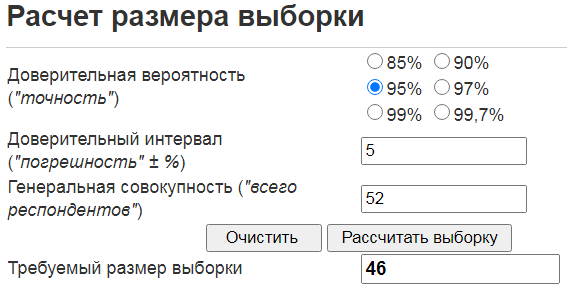 Расчет размера выборки
Доверительная вероятность
("точность")
85% 90%
95% 97%
99% 99,7%
Доверительный интервал
("погрешность" ± %)
5
Генеральная совокупность ("всего
респондентов")
52
Очистить Рассчитать выборку
Требуемый размер выборки 46